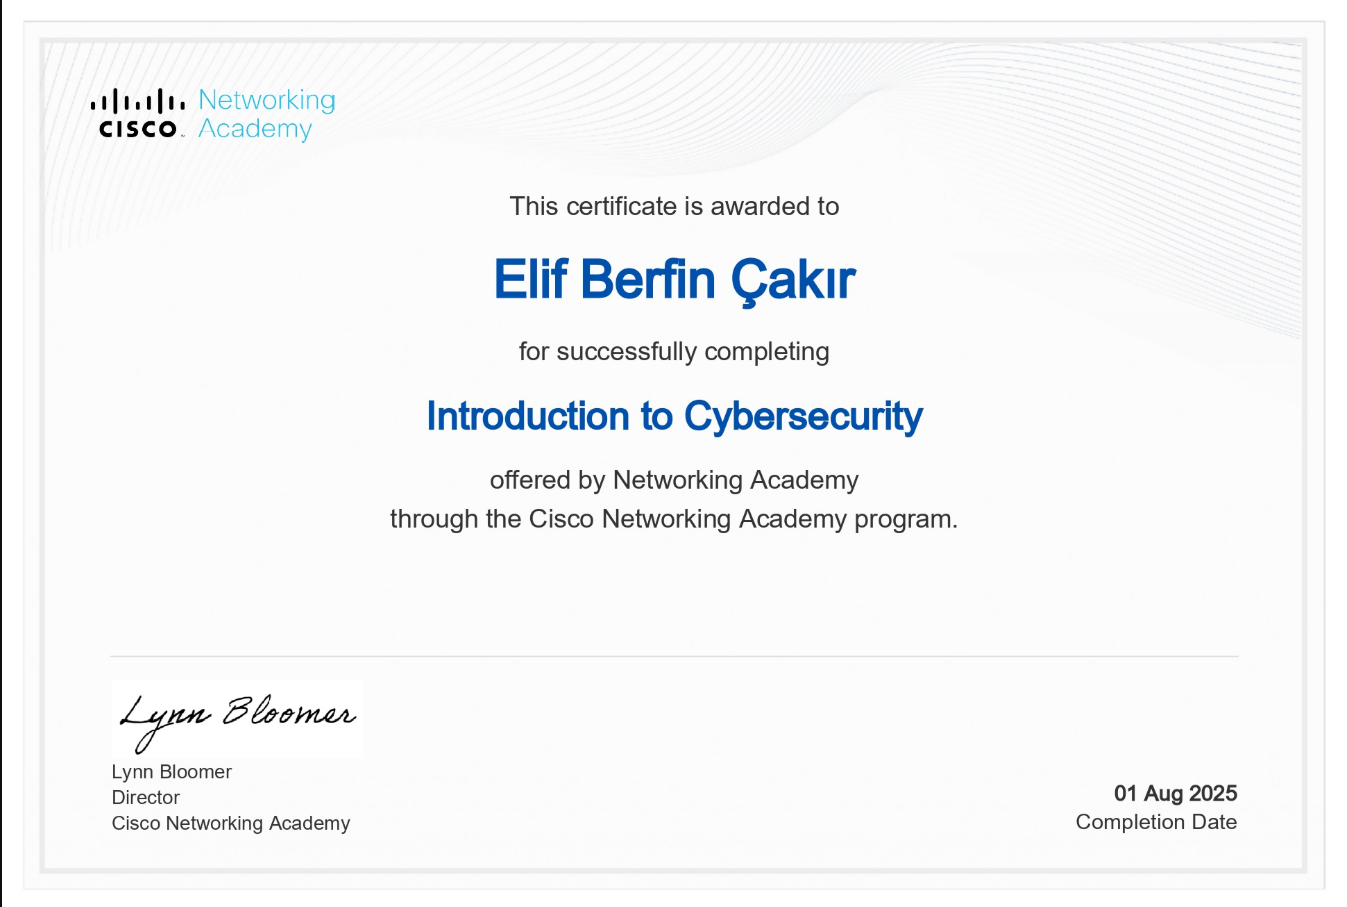 Networking
CISCO Academy
This certificate is awarded to
Elif Berfin Çakır
for successfully completing
Introduction to Cybersecurity
offered by Networking Academy
through the Cisco Networking Academy program.
Lynn Bloomer
Lynn Bloomer
Director
Cisco Networking Academy
01 Aug 2025
Completion Date